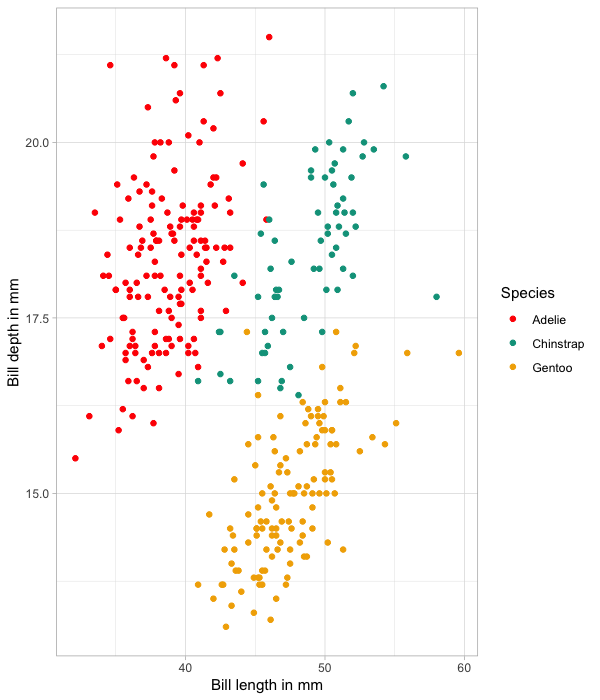 20.0
17.5
15.0
Bill depth in mm
40
50
60
Bill length in mm
Species
Adelie
Chinstrap
Gentoo